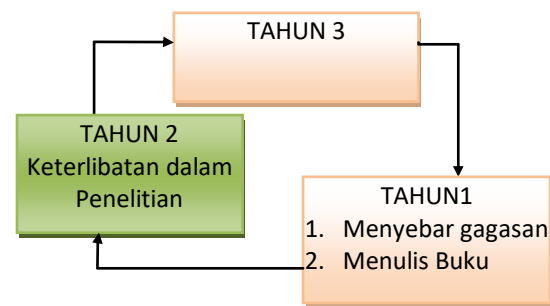 TAHUN 3
TAHUN 2
Keterlibatan dalam
Penelitian
TAHUN1
1. Menyebar gagasan
2. Menulis Buku